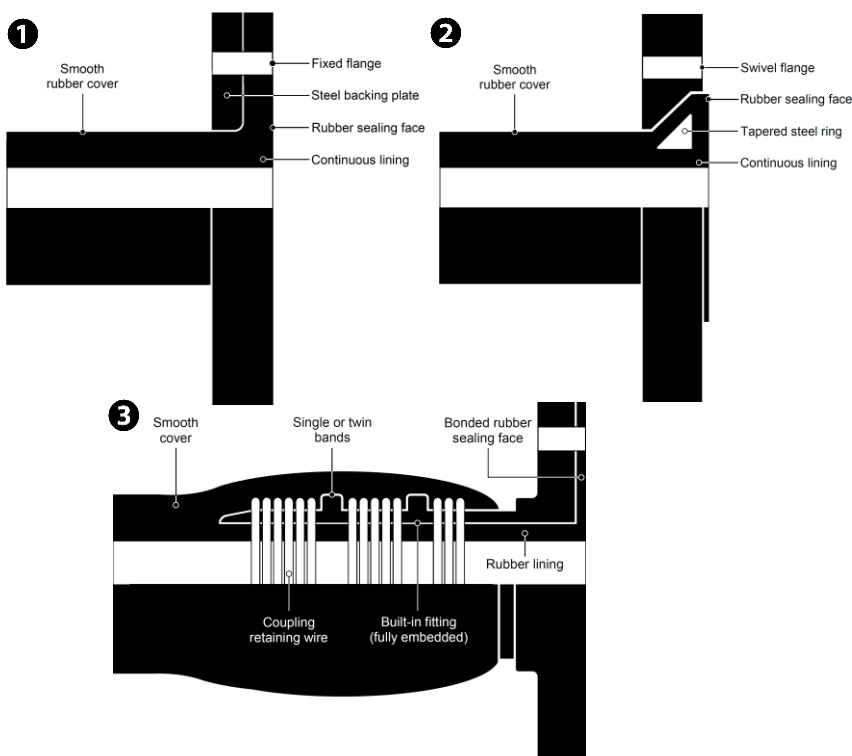 1
Smooth
rubber cover
Fixed flange
Steel backing plate
Rubber sealing face
Continuous lining
2
Smooth
rubber cover
Swivel flange
Rubber sealing face
Tapered steel ring
Continuous lining
3
Smooth
cover
Single or twin
bands
Bonded rubber
sealing face
Rubber lining
Coupling
retaining wire
Built-in fitting
(fully embedded)